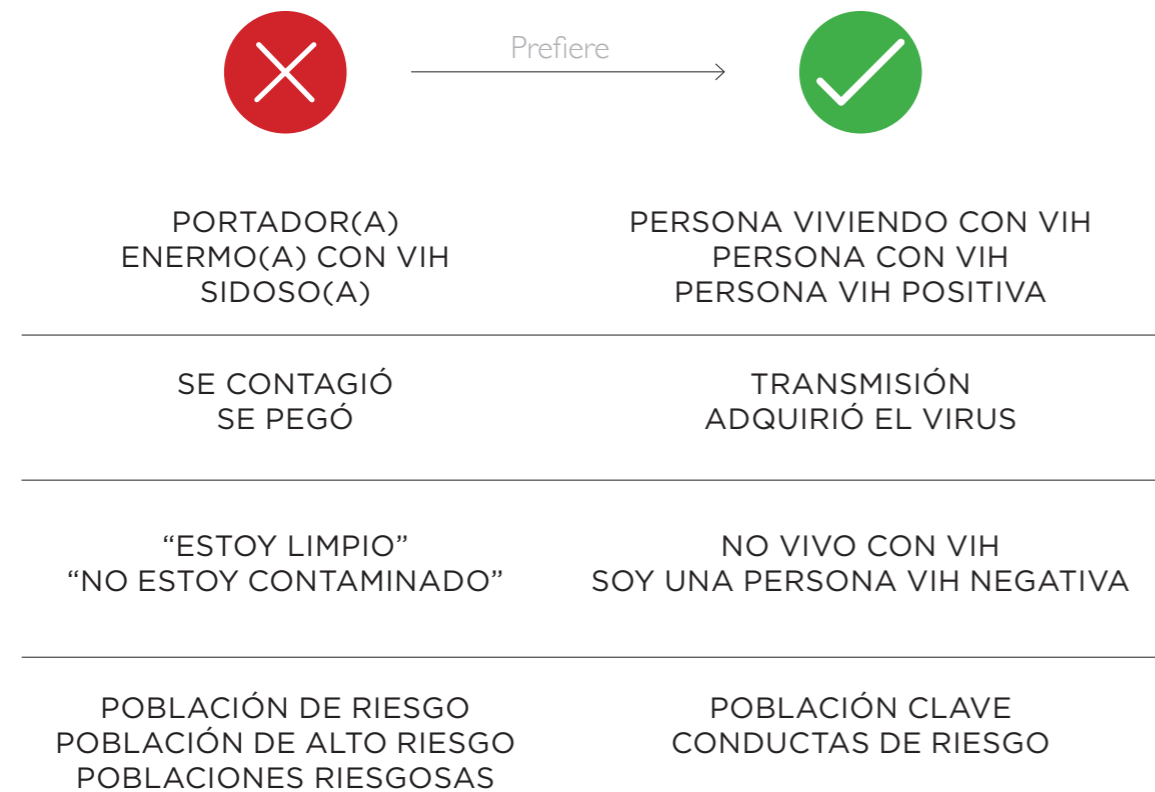 Prefiere
PORTADOR(A)
ENERMO(A) CON VIH
SIDOSO(A)
PERSONA VIVIENDO CON VIH
PERSONA CON VIH
PERSONA VIH POSITIVA
SE CONTAGIÓ
SE PEGÓ
TRANSMISIÓN
ADQUIRIÓ EL VIRUS
“ESTOY LIMPIO”
“NO ESTOY CONTAMINADO”
NO VIVO CON VIH
SOY UNA PERSONA VIH NEGATIVA
POBLACIÓN DE RIESGO
POBLACIÓN DE ALTO RIESGO
POBLACIONES RIESGOSAS
POBLACIÓN CLAVE
CONDUCTAS DE RIESGO